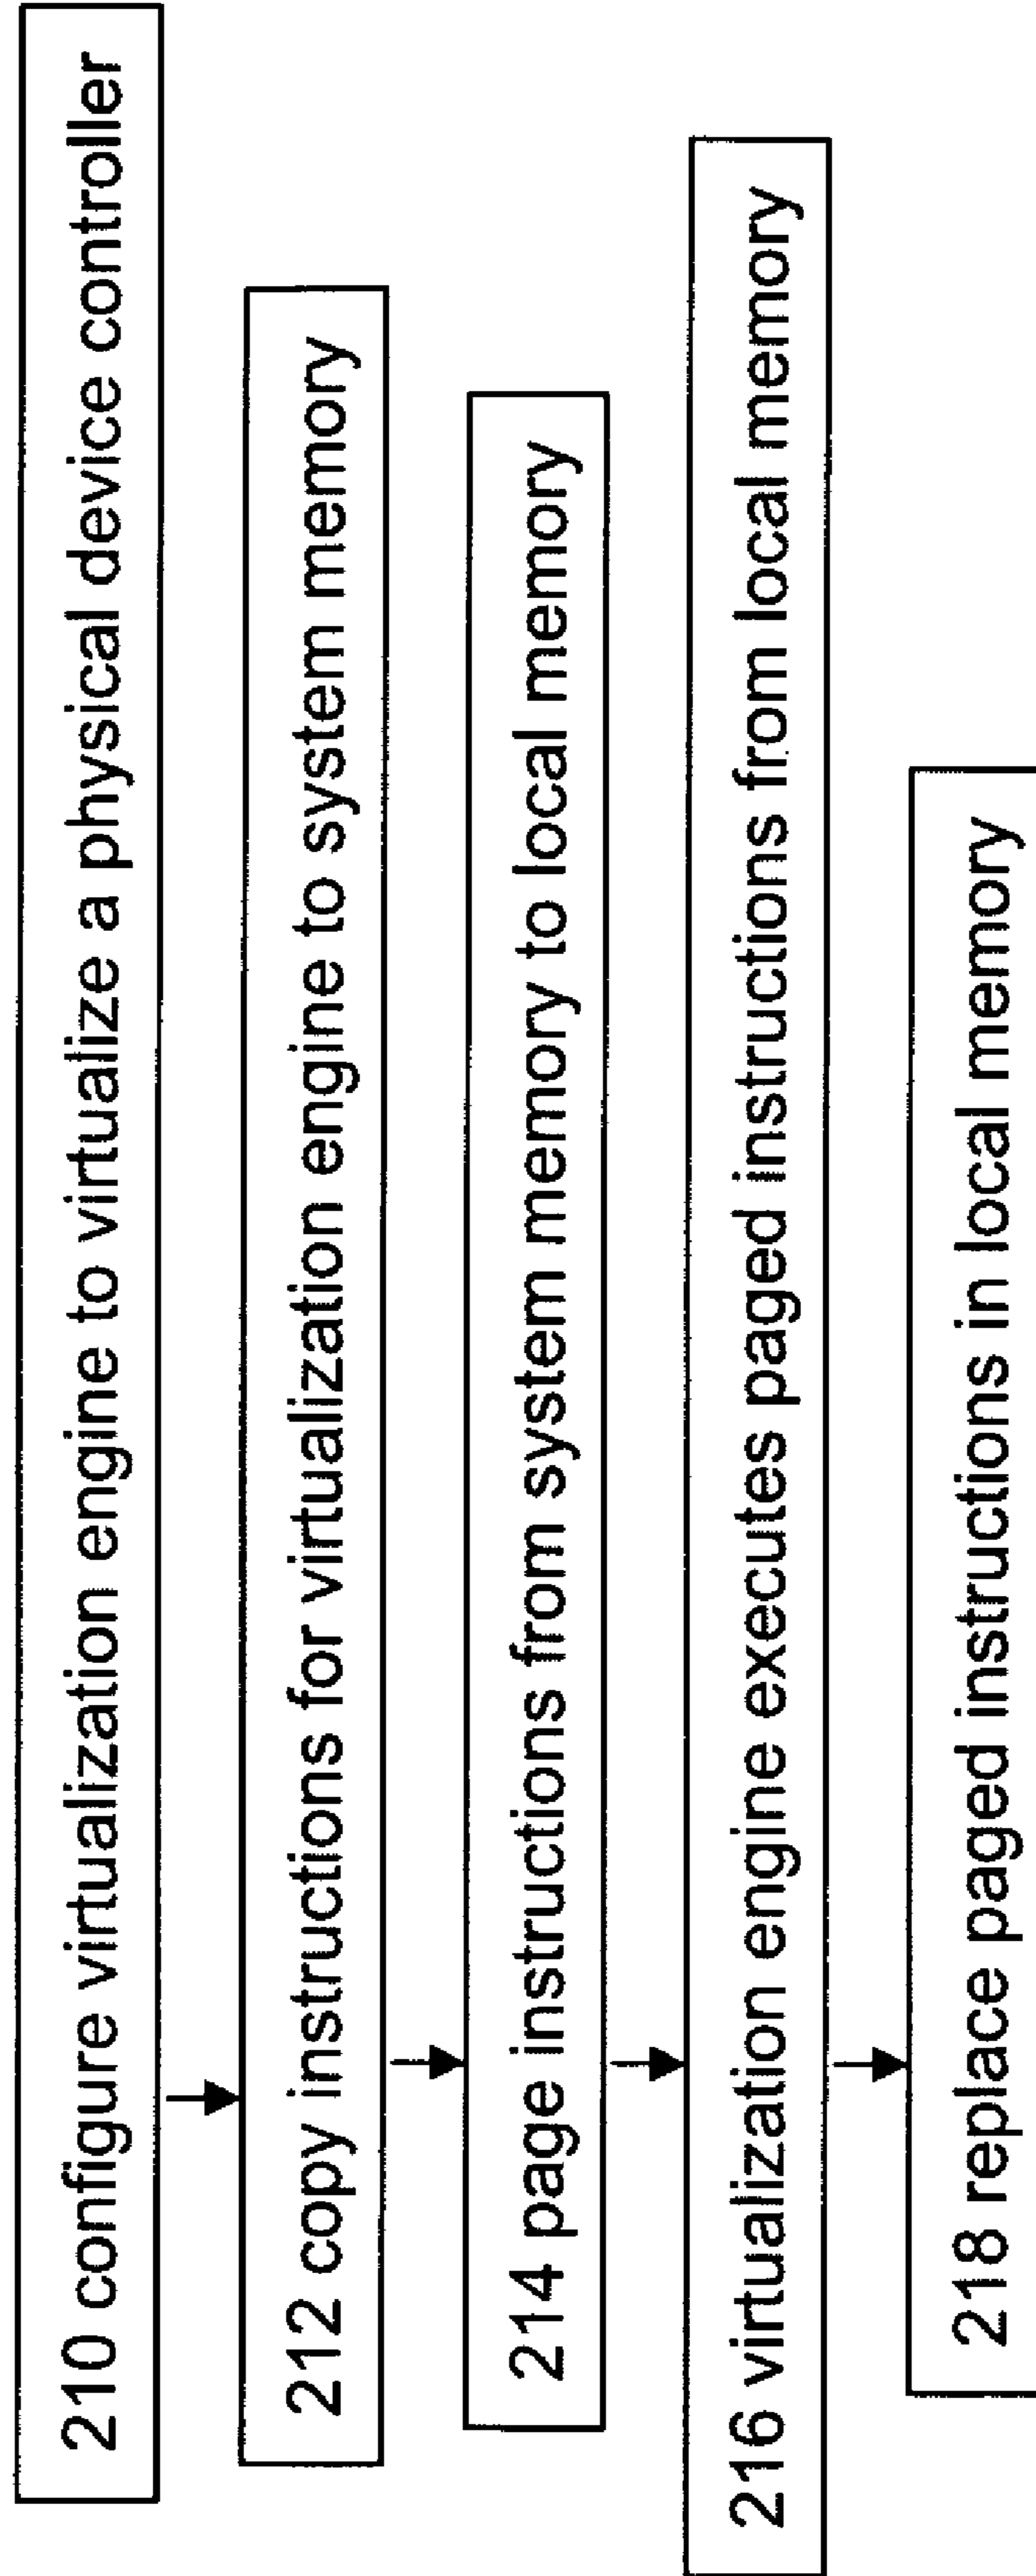 210 configure virtualization engine to virtualize a physical device controller
212 copy instructions for virtualization engine to system memory
214 page instructions from system memory to local memory
216 virtualization engine executes paged instructions from local memory
218 replace paged instructions in local memory